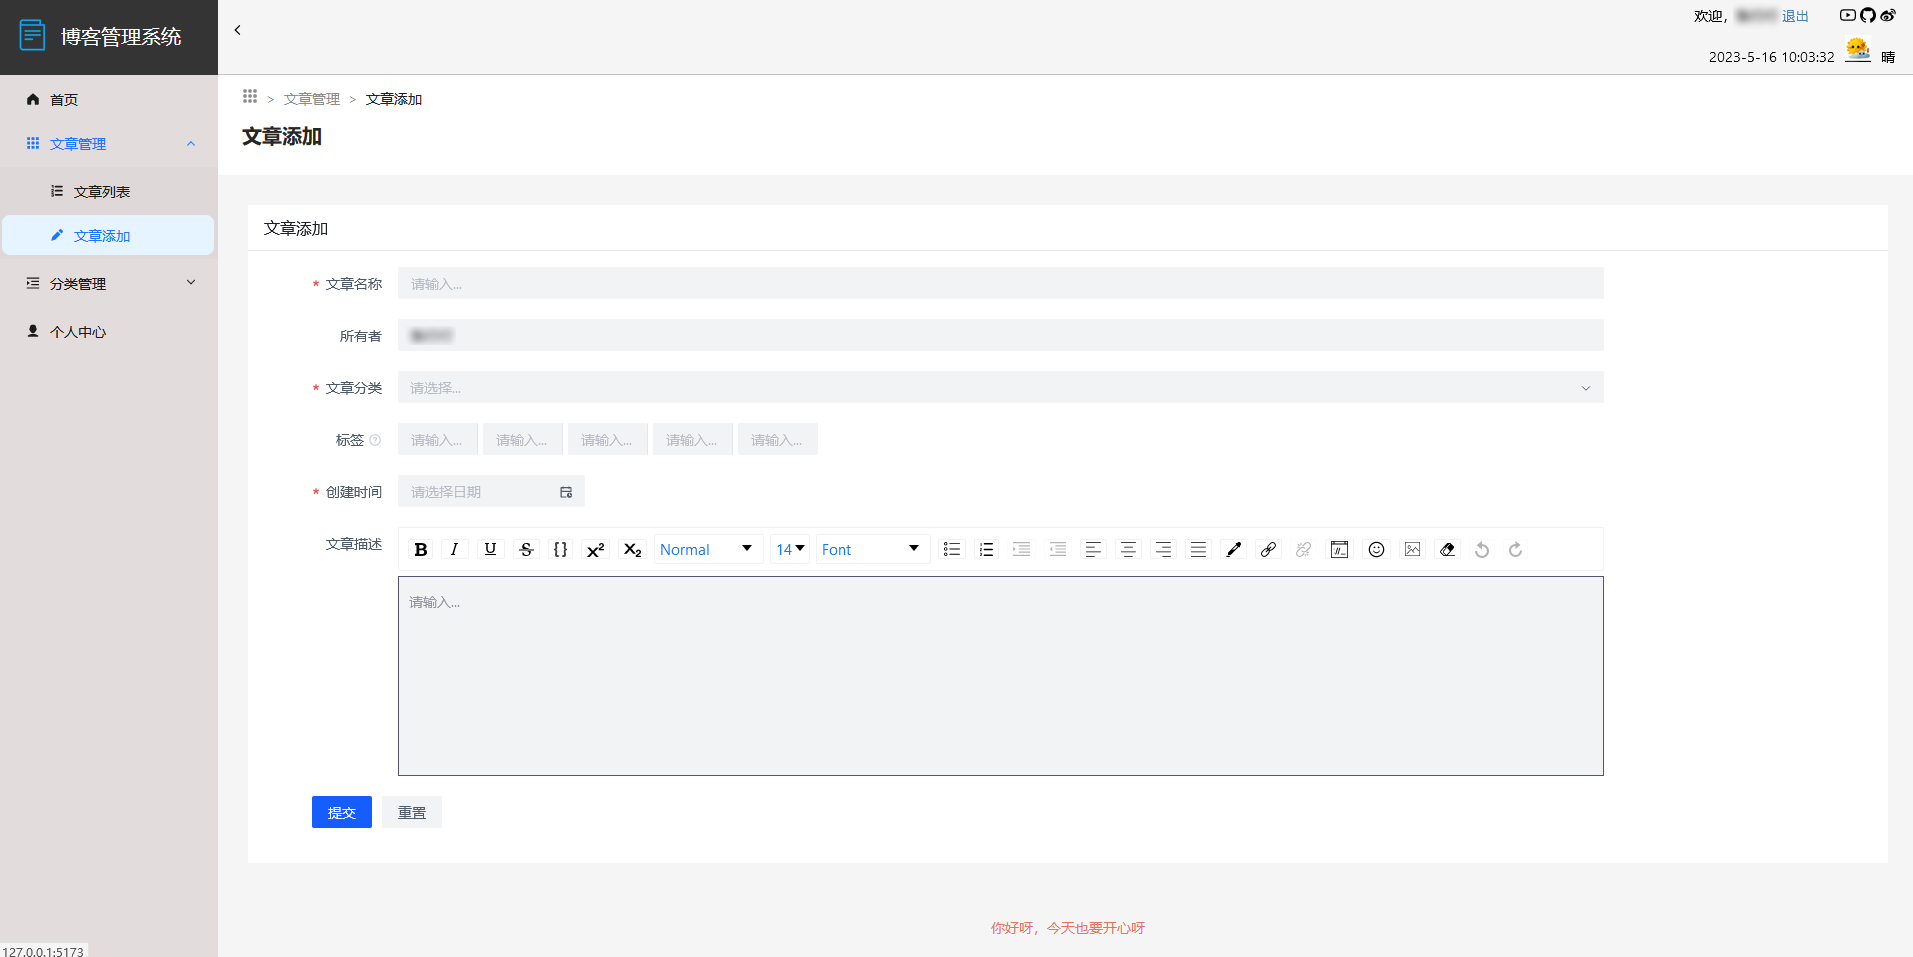 博客管理系统
欢迎,
退出
2023-5-16 10:03:32
晴
首页
文章管理
文章列表
文章添加
分类管理
个人中心
> 文章管理 > 文章添加
文章添加
文章添加
* 文章名称
请输入...
所有者
* 文章分类
请选择...
标签
请输入... 请输入... 请输入... 请输入... 请输入...
* 创建时间
请选择日期
文章描述
B I U S {} X² X₂ Normal 14 Font
请输入...
提交
重置
你好呀，今天也要开心呀
127.0.0.1:5173